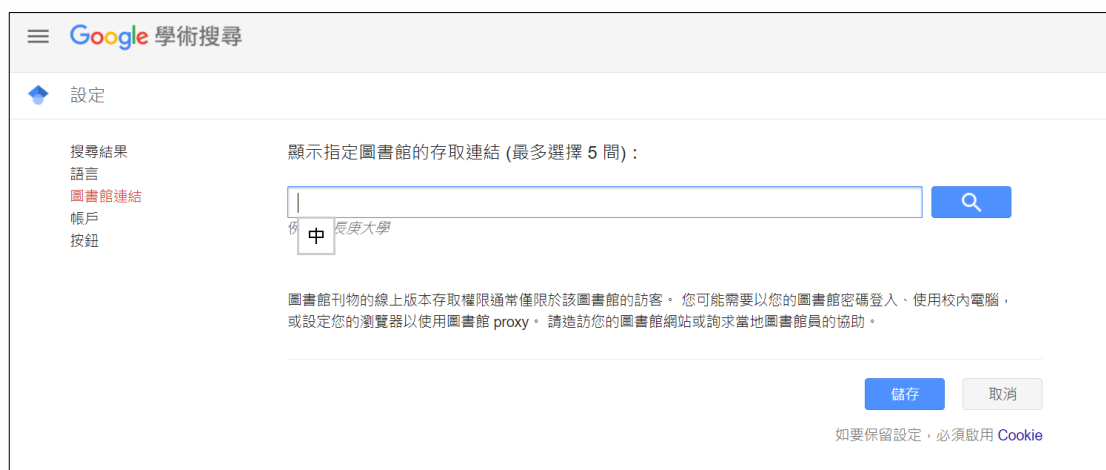 Google 學術搜尋
設定
搜尋結果
語言
圖書館連結
帳戶
按鈕
顯示指定圖書館的存取連結 (最多選擇 5 間)：
中
長庚大學
圖書館刊物的線上版本存取權限通常僅限於該圖書館的訪客。 您可能需要以您的圖書館密碼登入、使用校內電腦，
或設定您的瀏覽器以使用圖書館 proxy。 請造訪您的圖書館網站或詢求當地圖書館員的協助。
儲存
取消
如要保留設定，必須啟用 Cookie